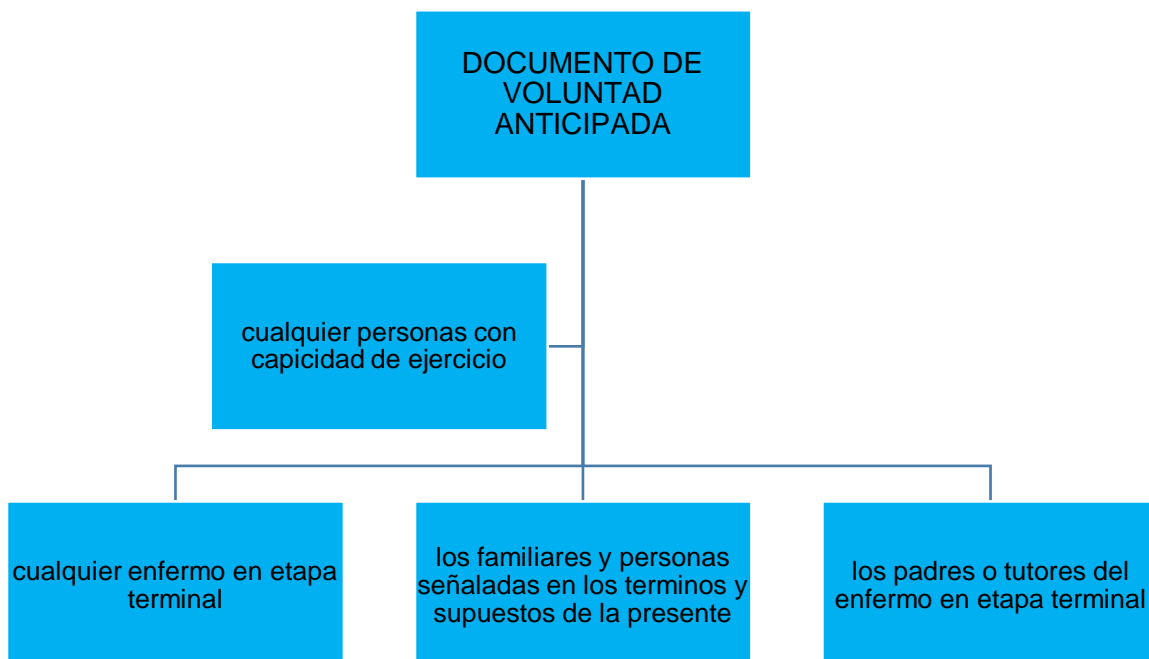 DOCUMENTO DE
VOLUNTAD
ANTICIPADA
cualquier personas con
capicidad de ejercicio
cualquier enfermo en etapa
terminal
los familiares y personas
señaladas en los terminos y
supuestos de la presente
los padres o tutores del
enfermo en etapa terminal